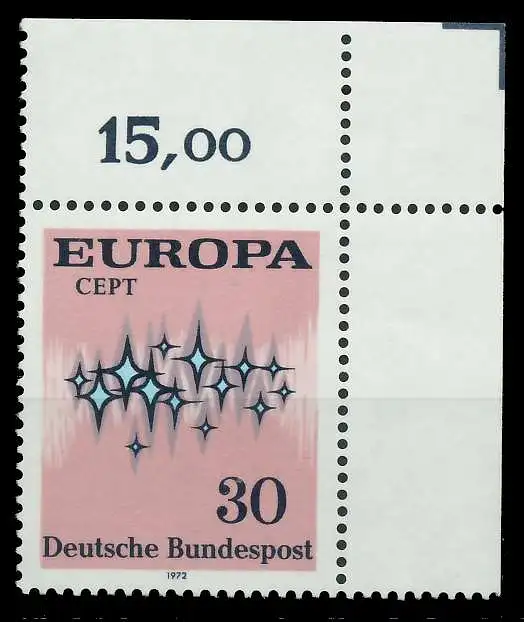 15,00
EUROPA
CEPT
30
Deutsche Bundespost
1972